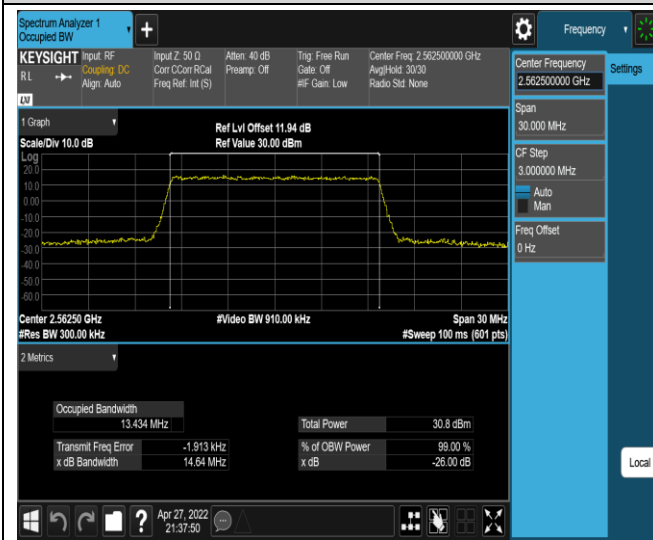 Spectrum Analyzer 1
Occupied BW
+
Frequency
KEYSIGHT
R L
LXI
Input: RF
Coupling: DC
Align: Auto
Input Z: 50 Ω
Corr CCorr RCal
Freq Ref: Int (S)
Atten: 40 dB
Preamp: Off
Trig: Free Run
Gate: Off
#IF Gain: Low
Center Freq: 2.562500000 GHz
Avg|Hold: 30/30
Radio Std: None
Center Frequency
2.562500000 GHz
Settings
Span
30.000 MHz
CF Step
3.000000 MHz
Auto
Man
Freq Offset
0 Hz
1 Graph
Scale/Div 10.0 dB
Ref Lvl Offset 11.94 dB
Ref Value 30.00 dBm
Log
20.0
10.0
0.00
-10.0
-20.0
-30.0
-40.0
-50.0
-60.0
Center 2.56250 GHz
#Video BW 910.00 kHz
Span 30 MHz
#Res BW 300.00 kHz
#Sweep 100 ms (601 pts)
2 Metrics
Occupied Bandwidth
13.434 MHz
Total Power 30.8 dBm
Transmit Freq Error -1.913 kHz
% of OBW Power 99.00 %
x dB Bandwidth 14.64 MHz
x dB -26.00 dB
Local
?
Apr 27, 2022
21:37:50